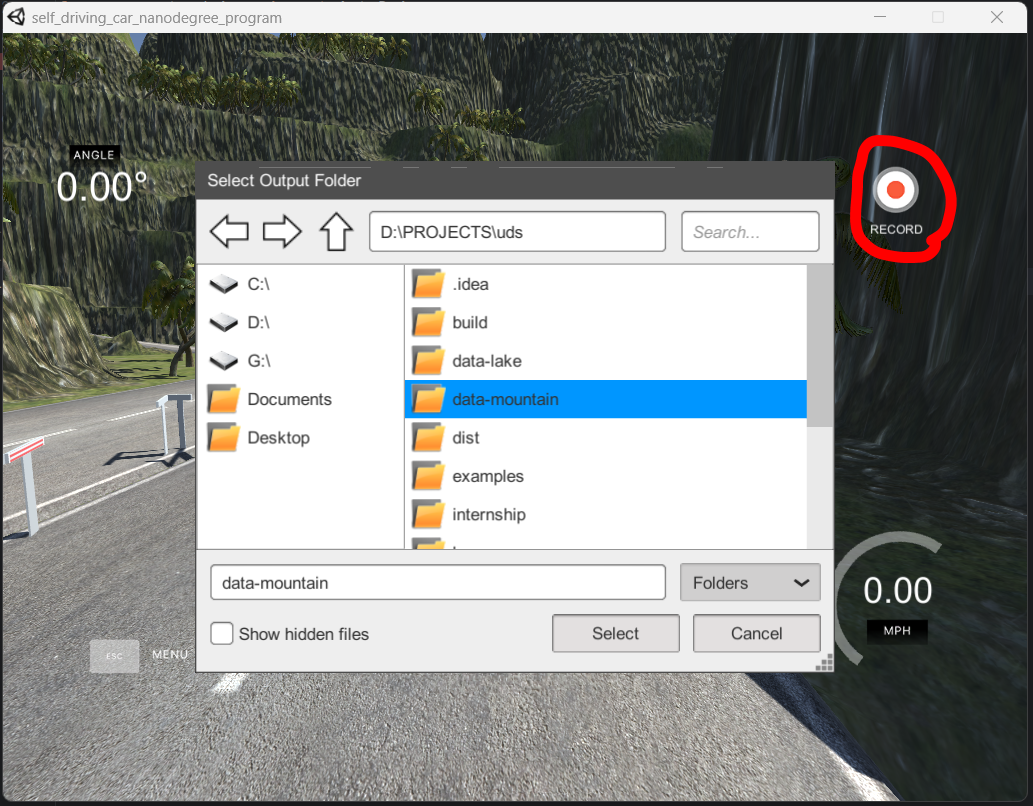 self_driving_car_nanodegree_program
ANGLE
0.00°
Select Output Folder
D:\PROJECTS\uds
Search...
RECORD
C:\
D:\
G:\
Documents
Desktop
.idea
build
data-lake
data-mountain
dist
examples
internship
data-mountain
Folders
Show hidden files
Select
Cancel
0.00
MPH
ESC
MENU